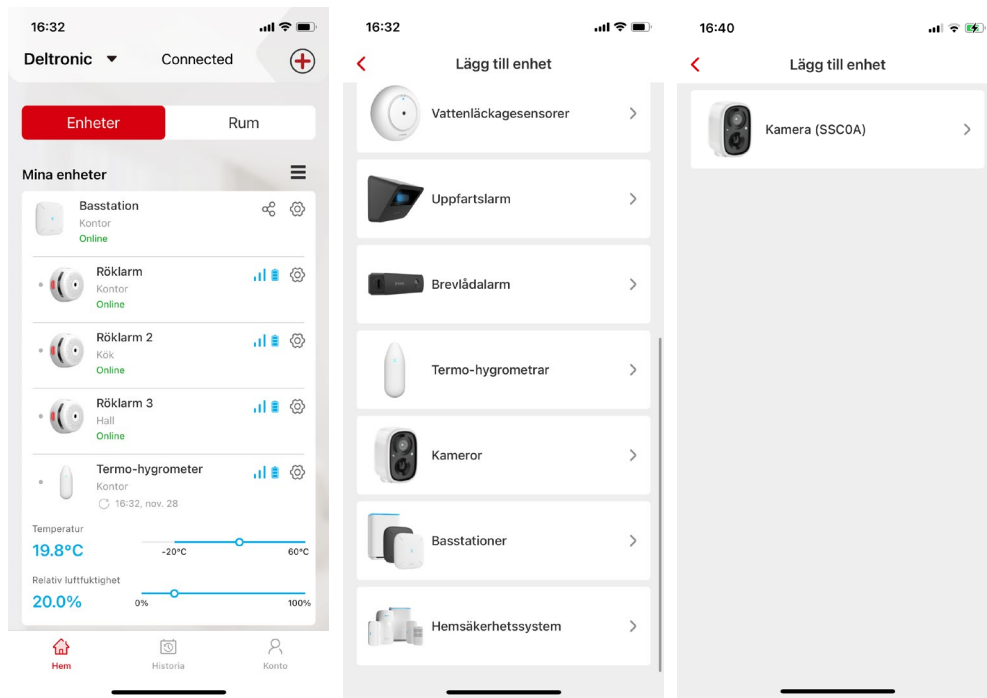 16:32
Deltronic
Connected
Enheter
Rum
Mina enheter
Basstation
Kontor
Online
Röklarm
Kontor
Online
Röklarm 2
Kök
Online
Röklarm 3
Hall
Online
Termo-hygrometer
Kontor
16:32, nov. 28
Temperatur
19.8°C
-20°C
60°C
Relativ luftfuktighet
20.0%
0%
100%
Hem
Historia
Konto
16:32
Lägg till enhet
Vattenläckagesensorer
Uppfartslarm
Brevlådalarm
Termo-hygrometrar
Kameror
Basstationer
Hemsäkerhetssystem
16:40
Lägg till enhet
Kamera (SSC0A)